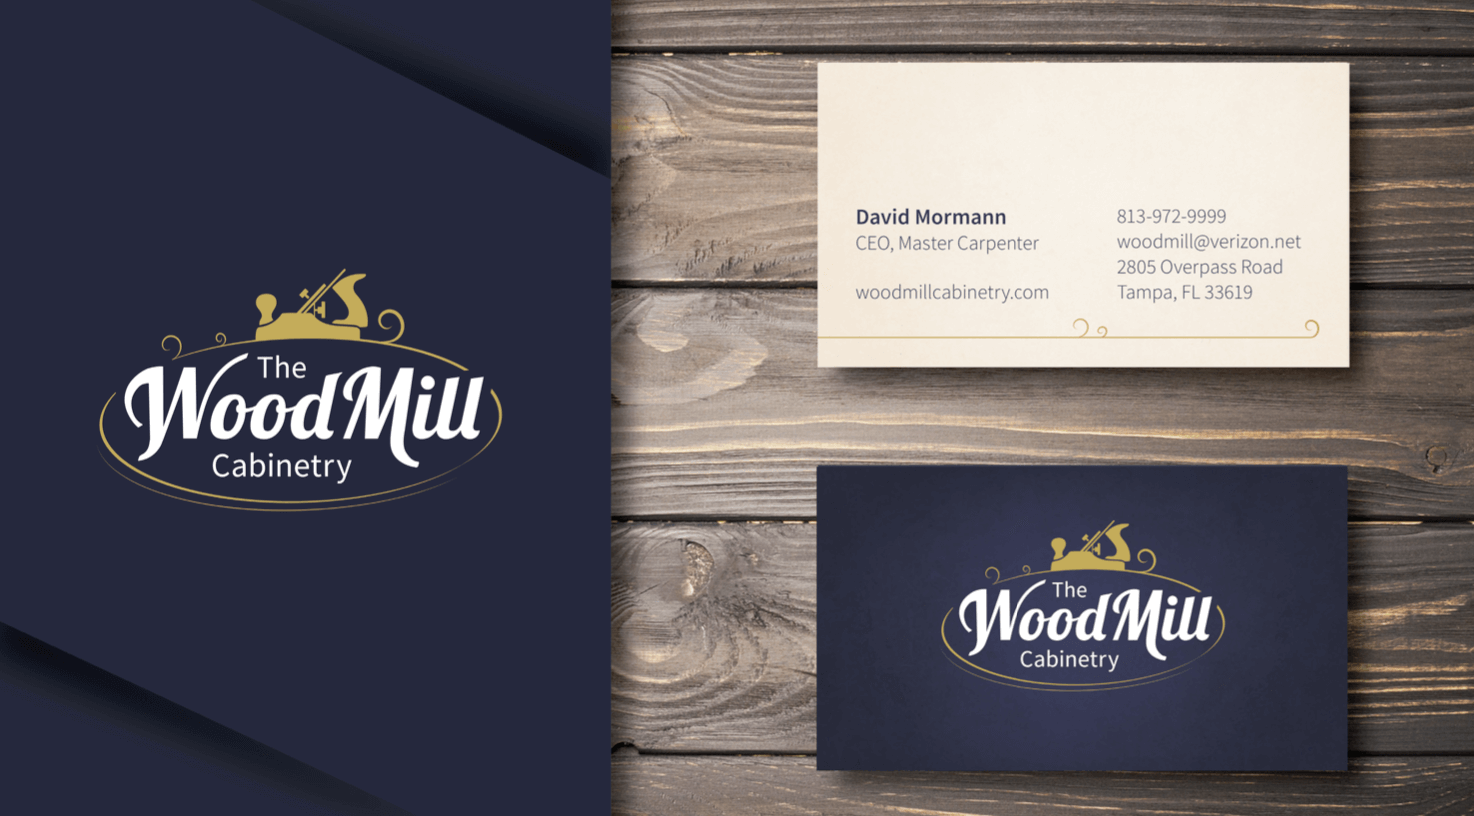 The
WoodMill
Cabinetry
David Mormann
CEO, Master Carpenter
woodmillcabinetry.com
813-972-9999
woodmill@verizon.net
2805 Overpass Road
Tampa, FL 33619
The
WoodMill
Cabinetry